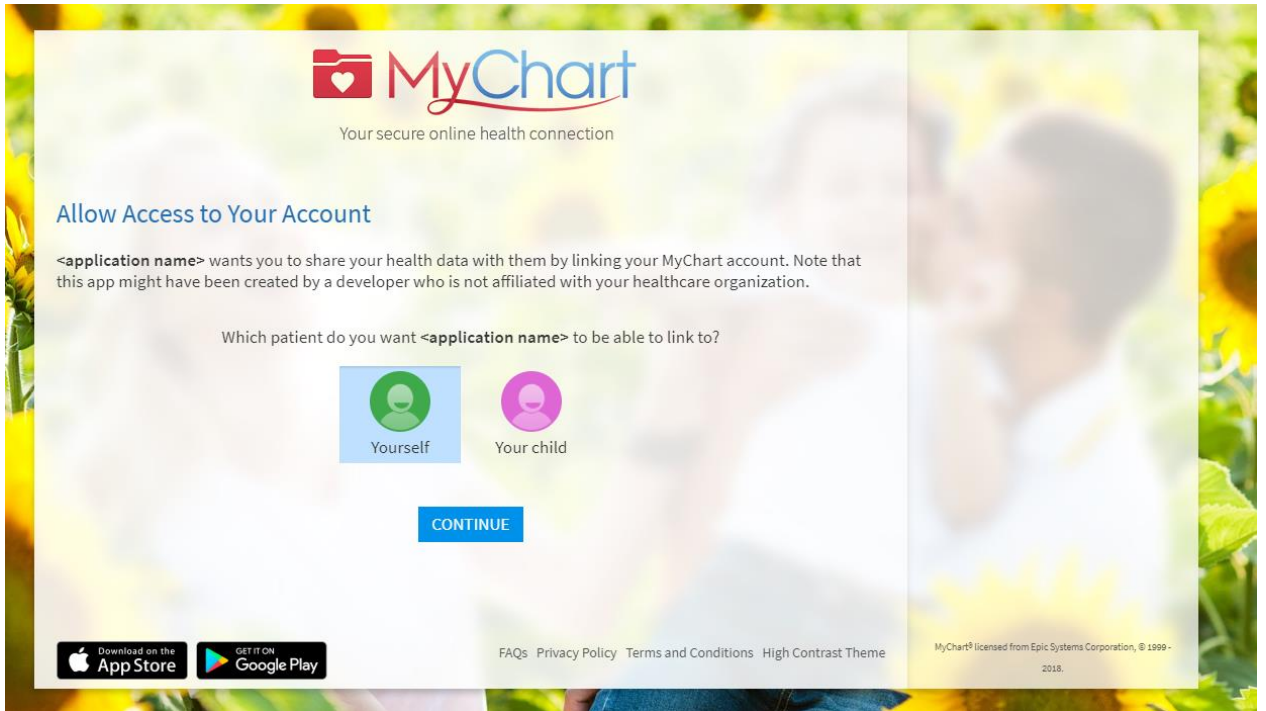 MyChart
Your secure online health connection
Allow Access to Your Account
<application name> wants you to share your health data with them by linking your MyChart account. Note that
this app might have been created by a developer who is not affiliated with your healthcare organization.
Which patient do you want <application name> to be able to link to?
Yourself
Your child
CONTINUE
Download on the
App Store
GET IT ON
Google Play
FAQs Privacy Policy Terms and Conditions High Contrast Theme
MyChart® licensed from Epic Systems Corporation, © 1999 -
2018.